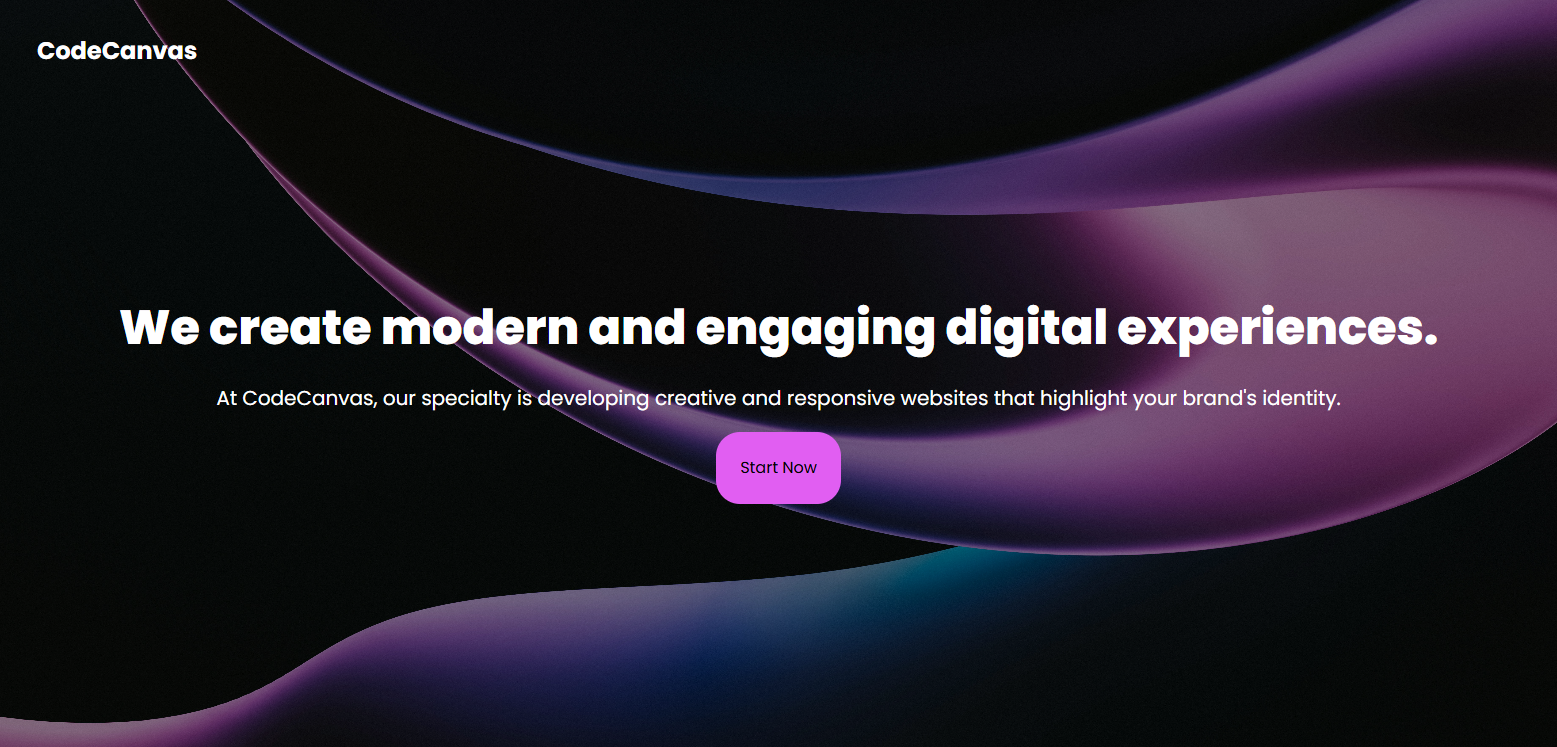 CodeCanvas
We create modern and engaging digital experiences.
At CodeCanvas, our specialty is developing creative and responsive websites that highlight your brand's identity.
Start Now